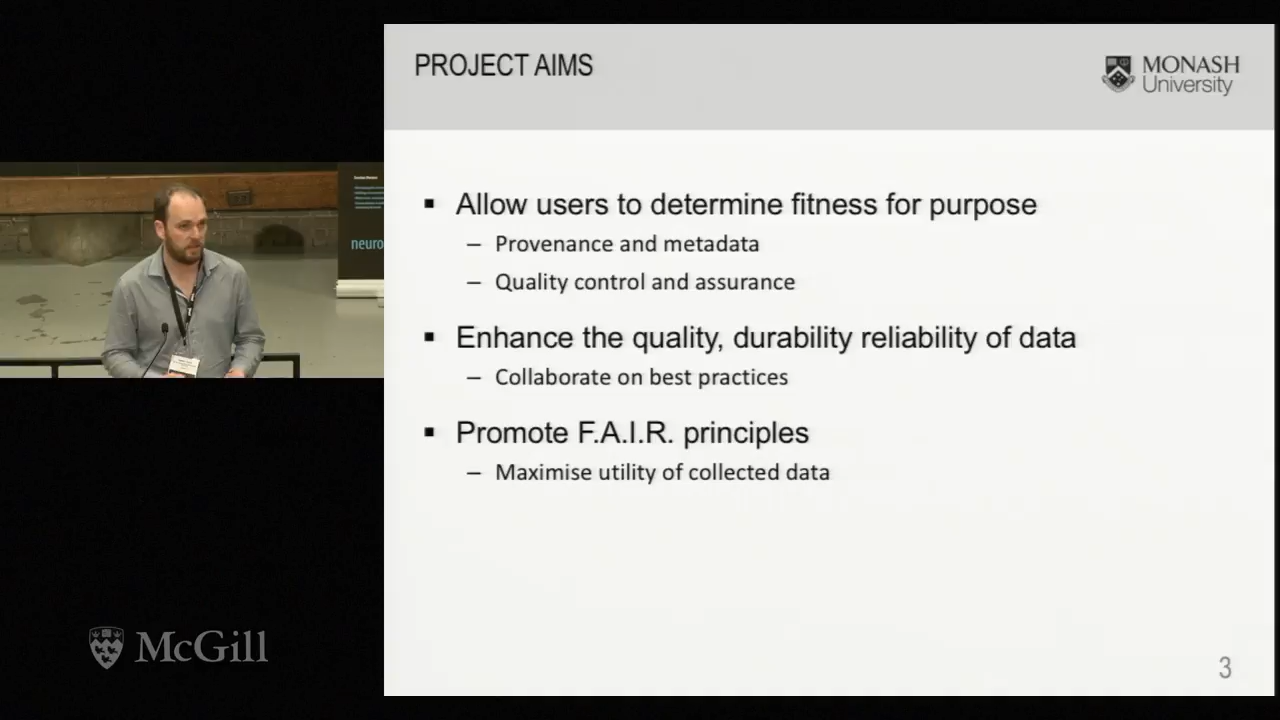 PROJECT AIMS
MONASH
University
▪ Allow users to determine fitness for purpose
– Provenance and metadata
– Quality control and assurance
▪ Enhance the quality, durability reliability of data
– Collaborate on best practices
▪ Promote F.A.I.R. principles
– Maximise utility of collected data
3
neuro
McGill